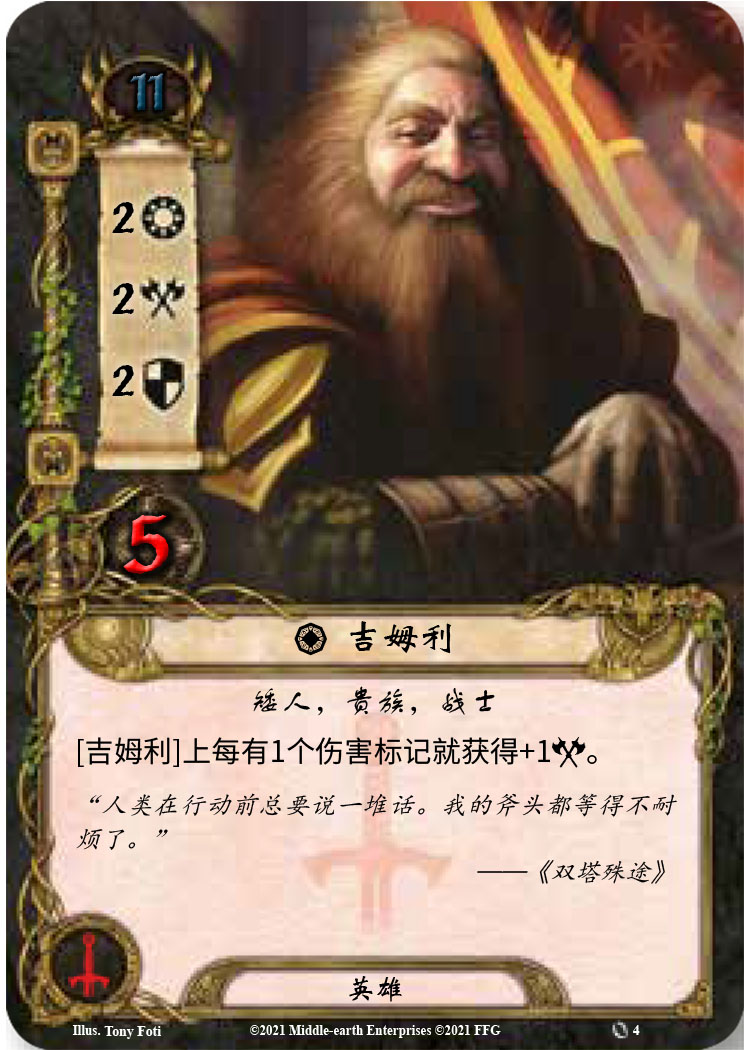 11
2
2
2
5
吉姆利
矮人，贵族，战士
[吉姆利]上每有1个伤害标记就获得+1。
“人类在行动前总要说一堆话。我的斧头都等得不耐
烦了。”
——《双塔殊途》
英雄
Illus. Tony Foti ©2021 Middle-earth Enterprises ©2021 FFG 4